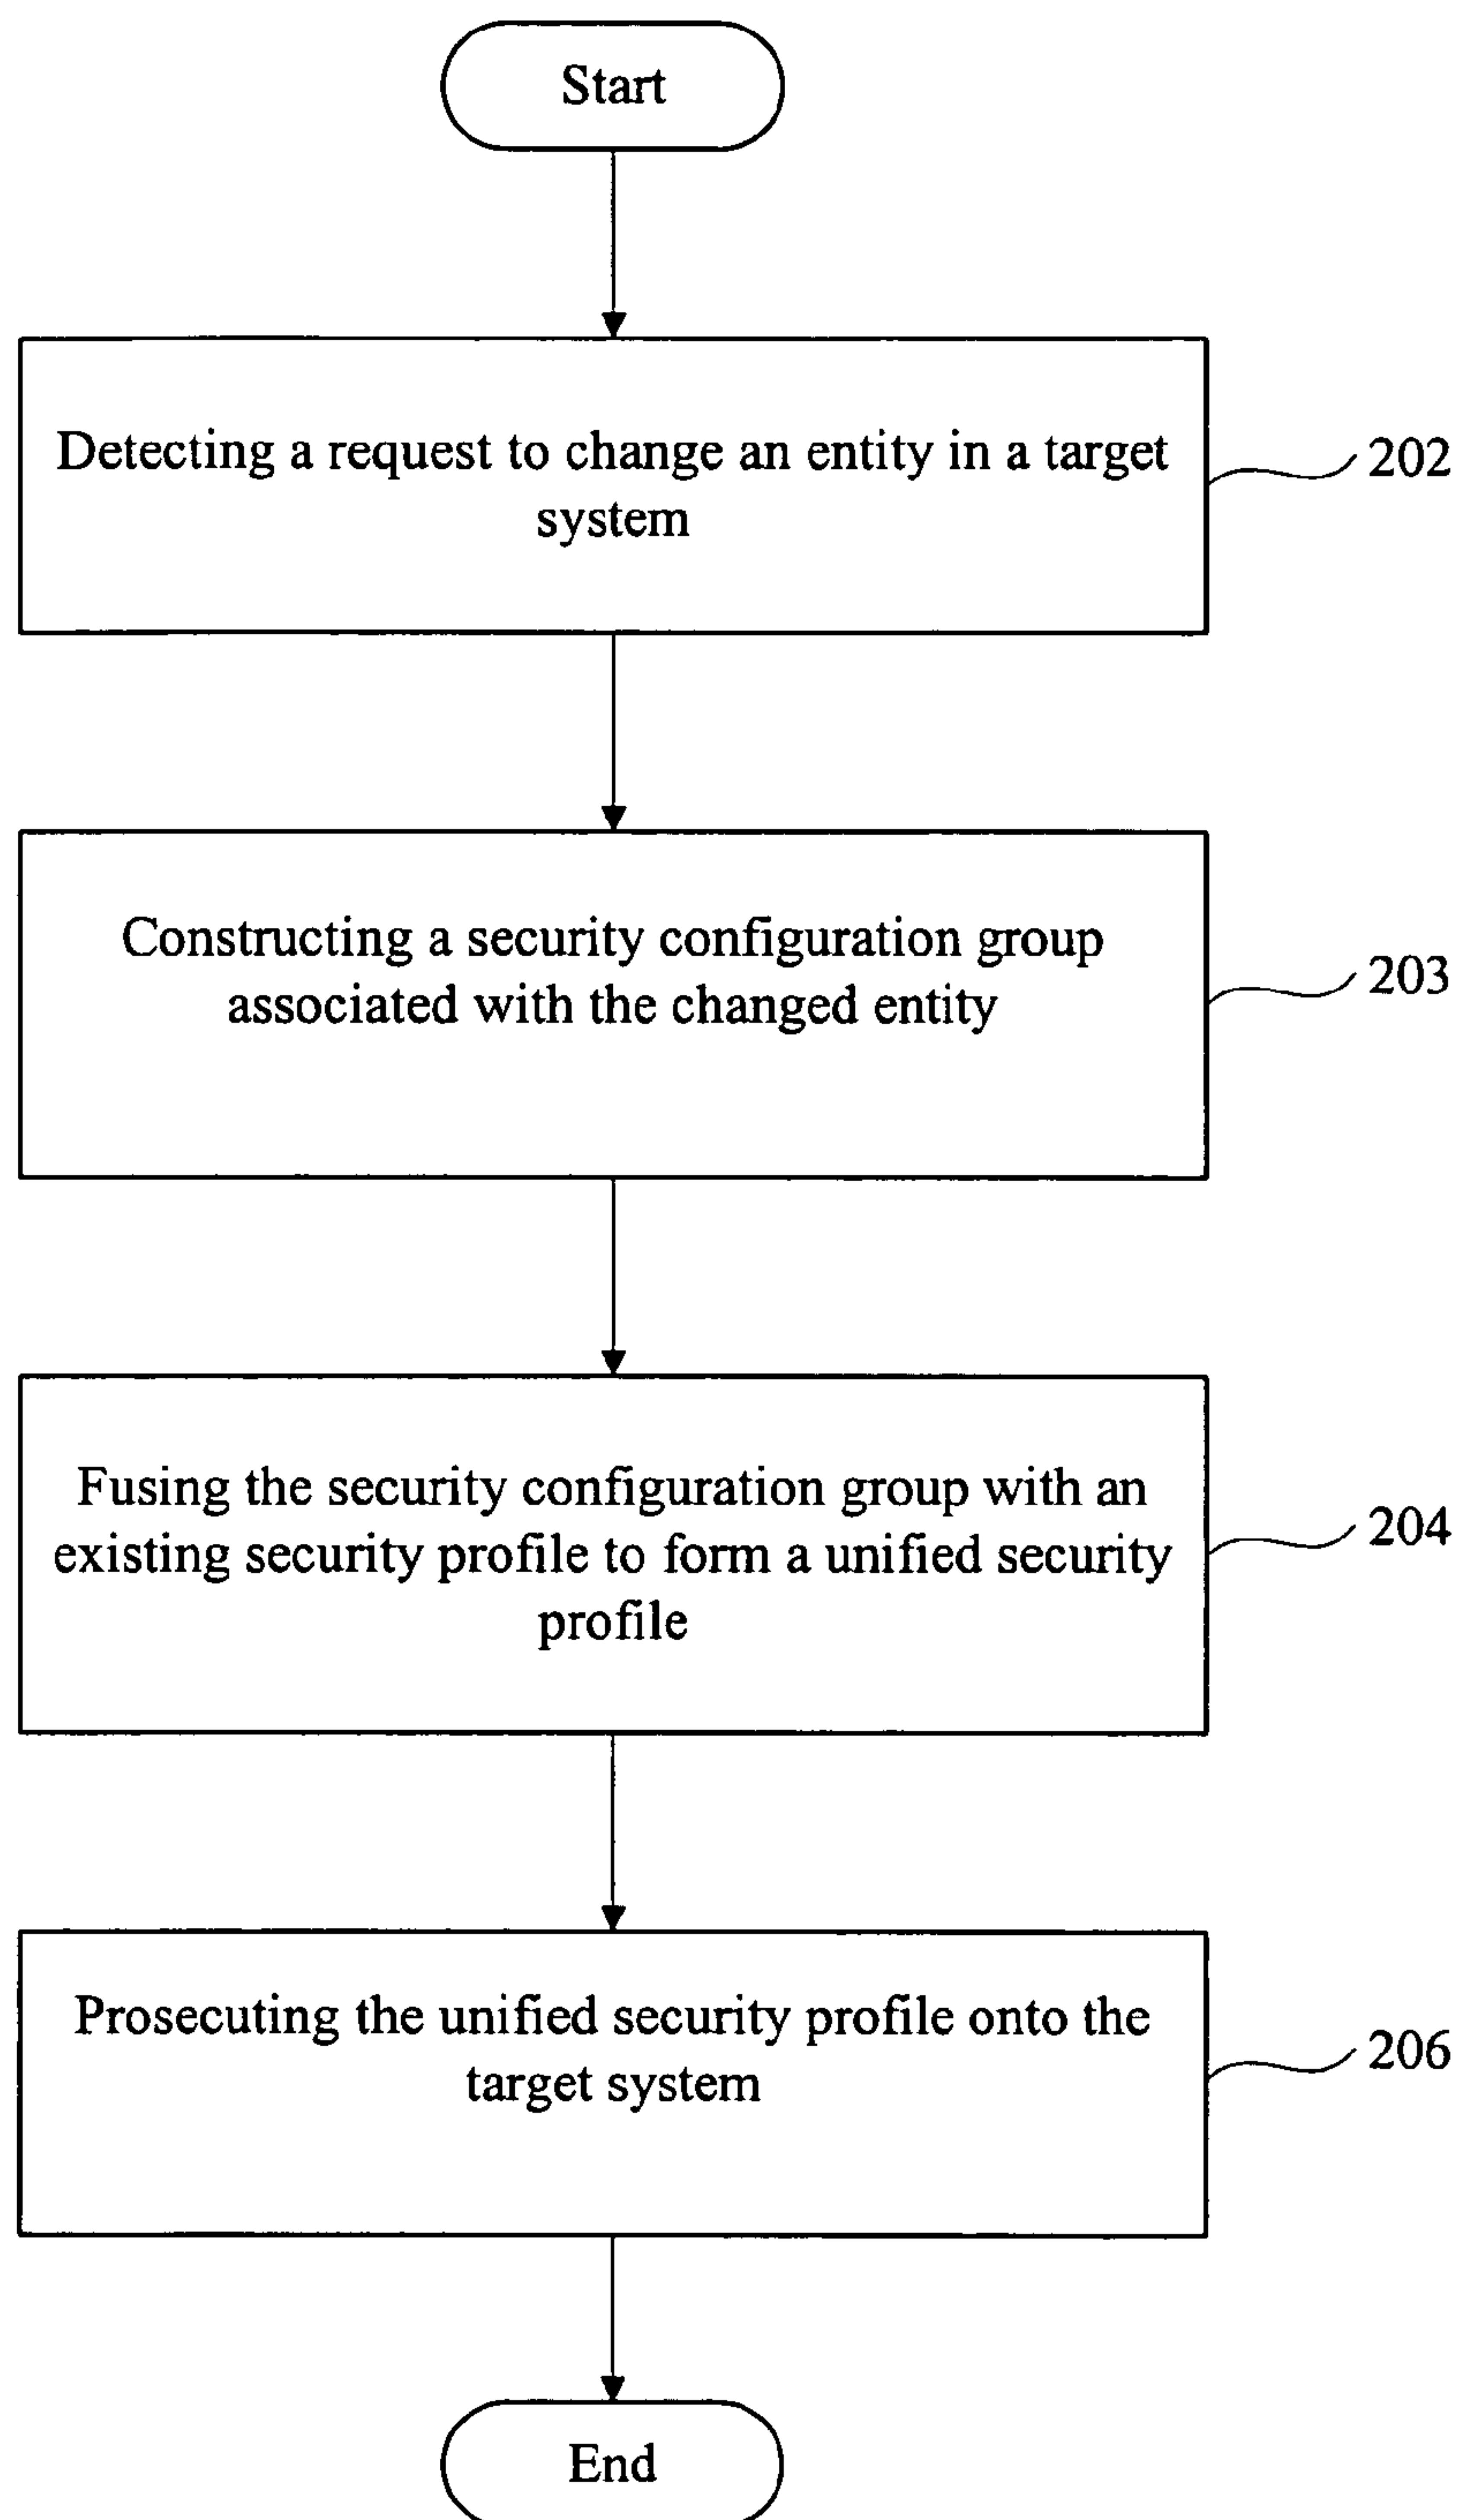 Start
Detecting a request to change an entity in a target
system
202
Constructing a security configuration group
associated with the changed entity
203
Fusing the security configuration group with an
existing security profile to form a unified security
profile
204
Prosecuting the unified security profile onto the
target system
206
End